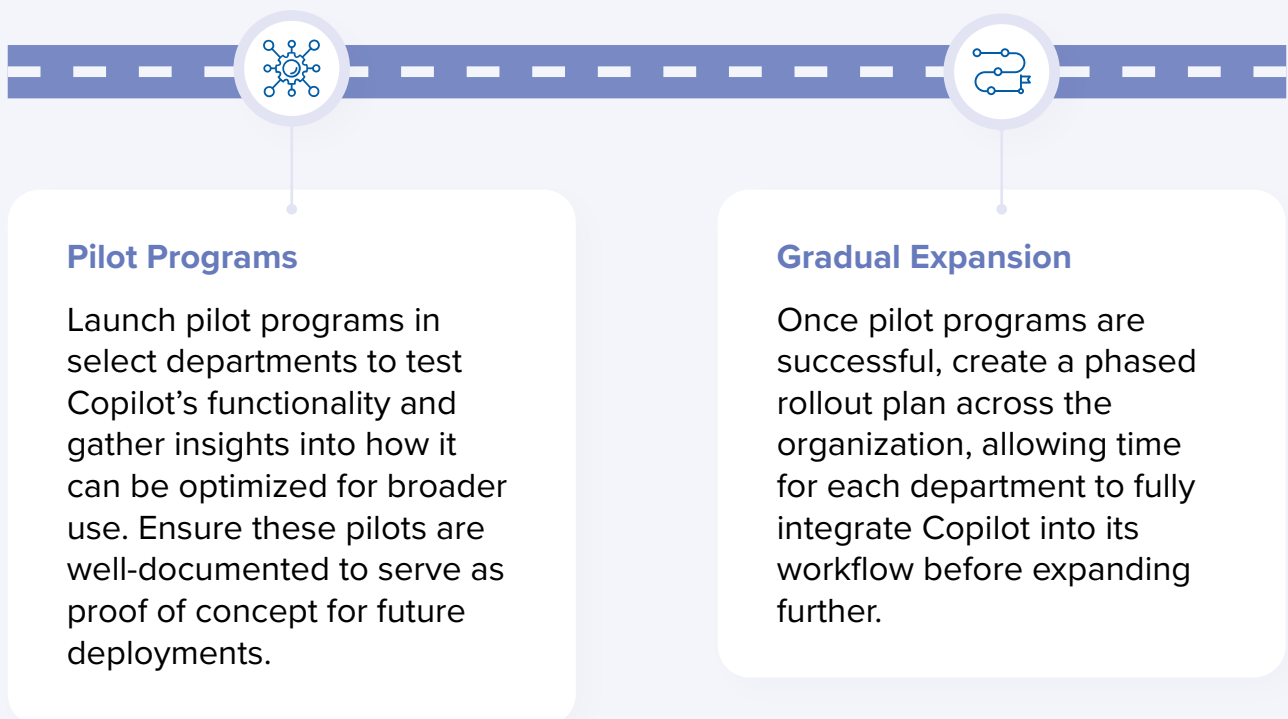 Pilot Programs
Launch pilot programs in
select departments to test
Copilot’s functionality and
gather insights into how it
can be optimized for broader
use. Ensure these pilots are
well-documented to serve as
proof of concept for future
deployments.
Gradual Expansion
Once pilot programs are
successful, create a phased
rollout plan across the
organization, allowing time
for each department to fully
integrate Copilot into its
workflow before expanding
further.